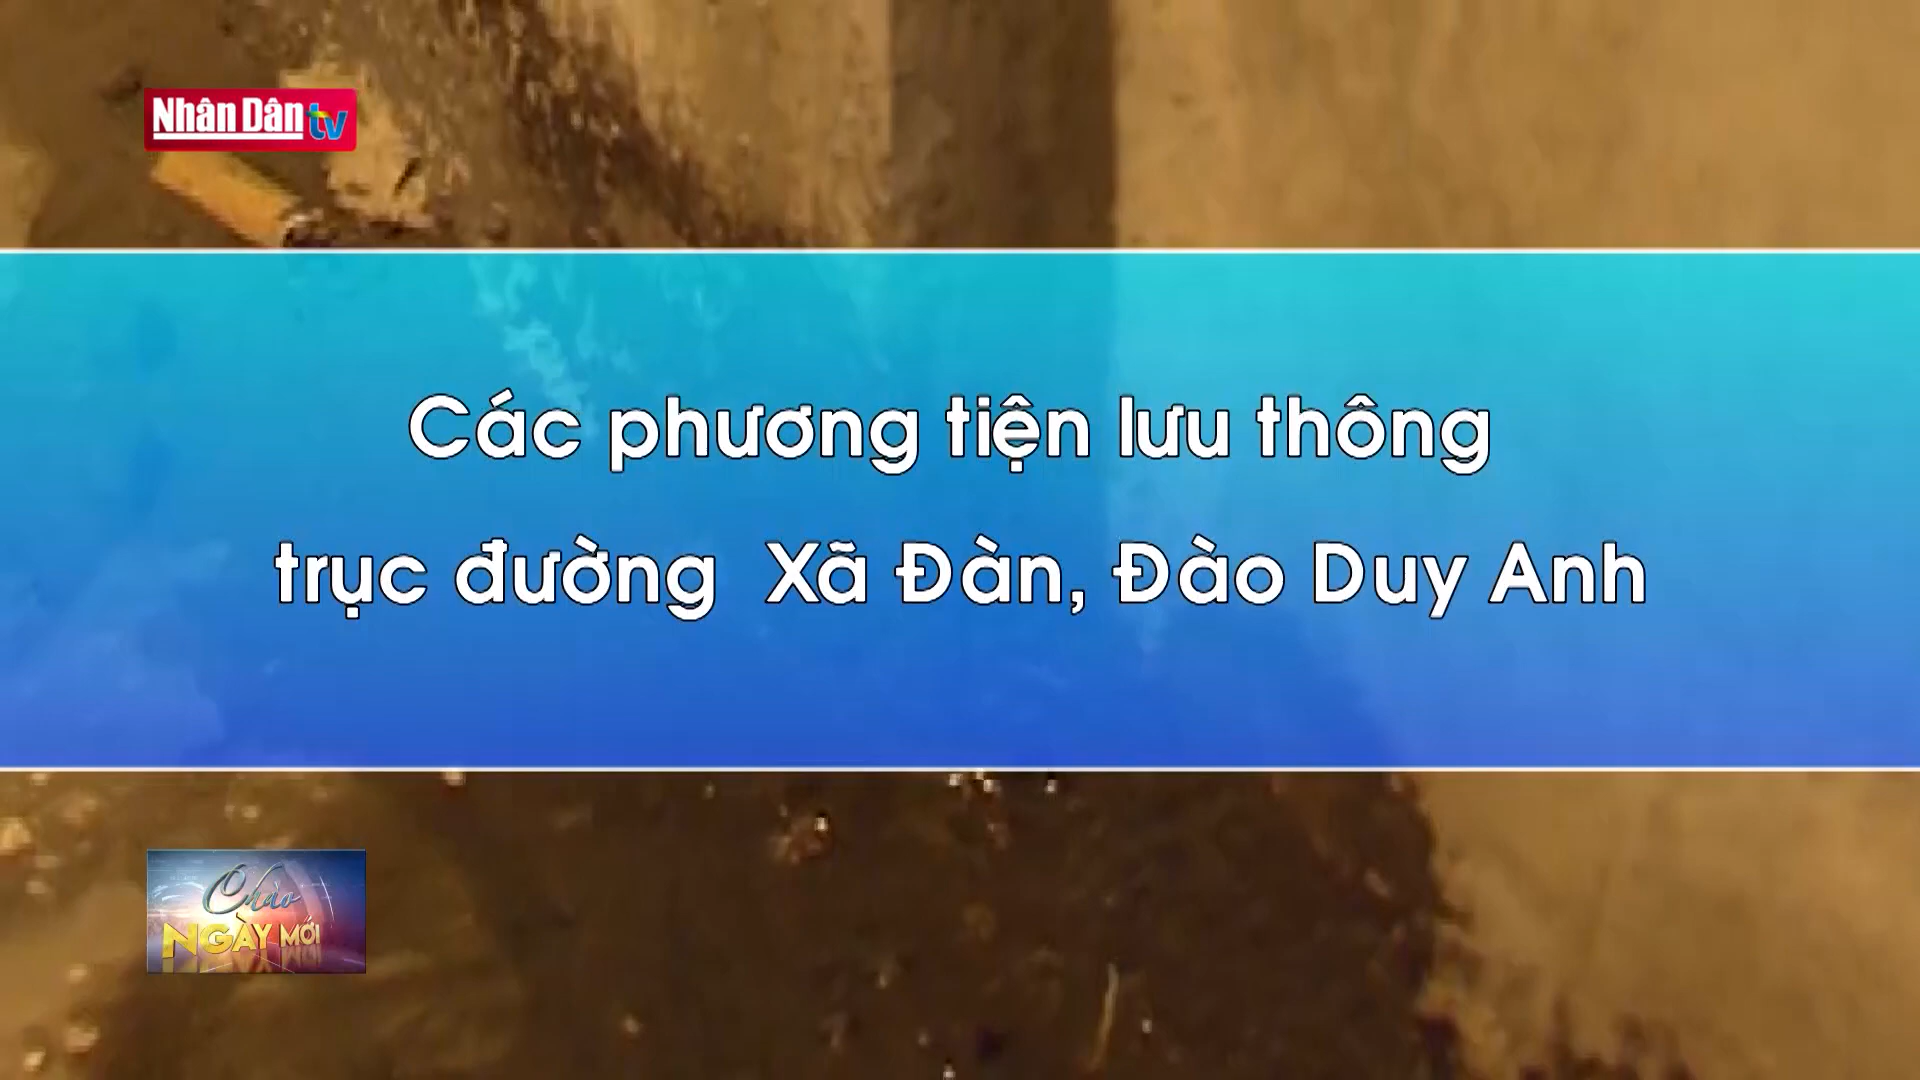 Nhân Dân tv
Các phương tiện lưu thông
trục đường  Xã Đàn, Đào Duy Anh
Chào
NGÀY MỚI